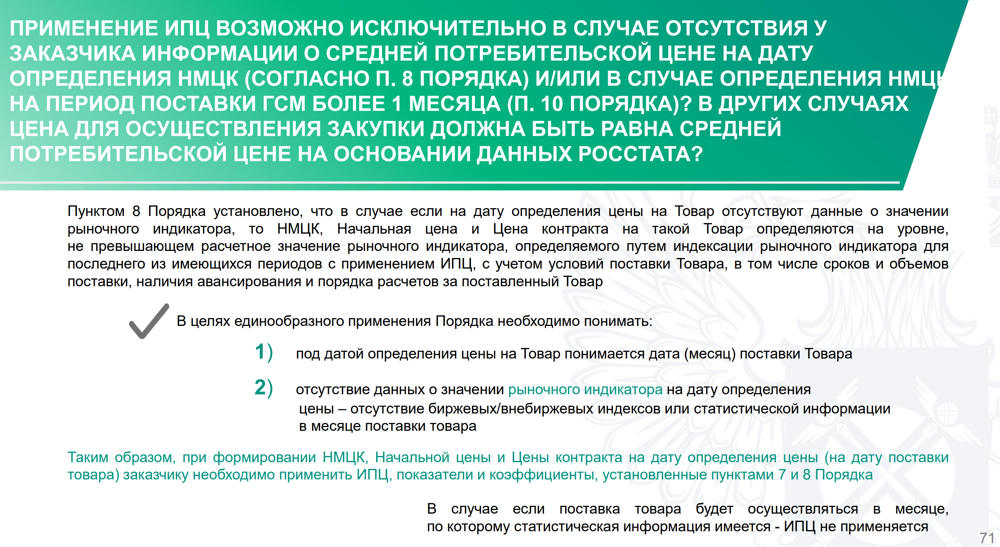 ПРИМЕНЕНИЕ ИПЦ ВОЗМОЖНО ИСКЛЮЧИТЕЛЬНО В СЛУЧАЕ ОТСУТСТВИЯ У
ЗАКАЗЧИКА ИНФОРМАЦИИ О СРЕДНЕЙ ПОТРЕБИТЕЛЬСКОЙ ЦЕНЕ НА ДАТУ
ОПРЕДЕЛЕНИЯ НМЦК (СОГЛАСНО П. 8 ПОРЯДКА) И/ИЛИ В СЛУЧАЕ ОПРЕДЕЛЕНИЯ НМЦК
НА ПЕРИОД ПОСТАВКИ ГСМ БОЛЕЕ 1 МЕСЯЦА (П. 10 ПОРЯДКА)? В ДРУГИХ СЛУЧАЯХ
ЦЕНА ДЛЯ ОСУЩЕСТВЛЕНИЯ ЗАКУПКИ ДОЛЖНА БЫТЬ РАВНА СРЕДНЕЙ
ПОТРЕБИТЕЛЬСКОЙ ЦЕНЕ НА ОСНОВАНИИ ДАННЫХ РОССТАТА?
Пунктом 8 Порядка установлено, что в случае если на дату определения цены на Товар отсутствуют данные о значении
рыночного индикатора, то НМЦК, Начальная цена и Цена контракта на такой Товар определяются на уровне,
не превышающем расчетное значение рыночного индикатора, определяемого путем индексации рыночного индикатора для
последнего из имеющихся периодов с применением ИПЦ, с учетом условий поставки Товара, в том числе сроков и объемов
поставки, наличия авансирования и порядка расчетов за поставленный Товар
В целях единообразного применения Порядка необходимо понимать:
1) под датой определения цены на Товар понимается дата (месяц) поставки Товара
2) отсутствие данных о значении рыночного индикатора на дату определения
цены – отсутствие биржевых/внебиржевых индексов или статистической информации
в месяце поставки товара
Таким образом, при формировании НМЦК, Начальной цены и Цены контракта на дату определения цены (на дату поставки
товара) заказчику необходимо применить ИПЦ, показатели и коэффициенты, установленные пунктами 7 и 8 Порядка
В случае если поставка товара будет осуществляться в месяце,
по которому статистическая информация имеется - ИПЦ не применяется
71